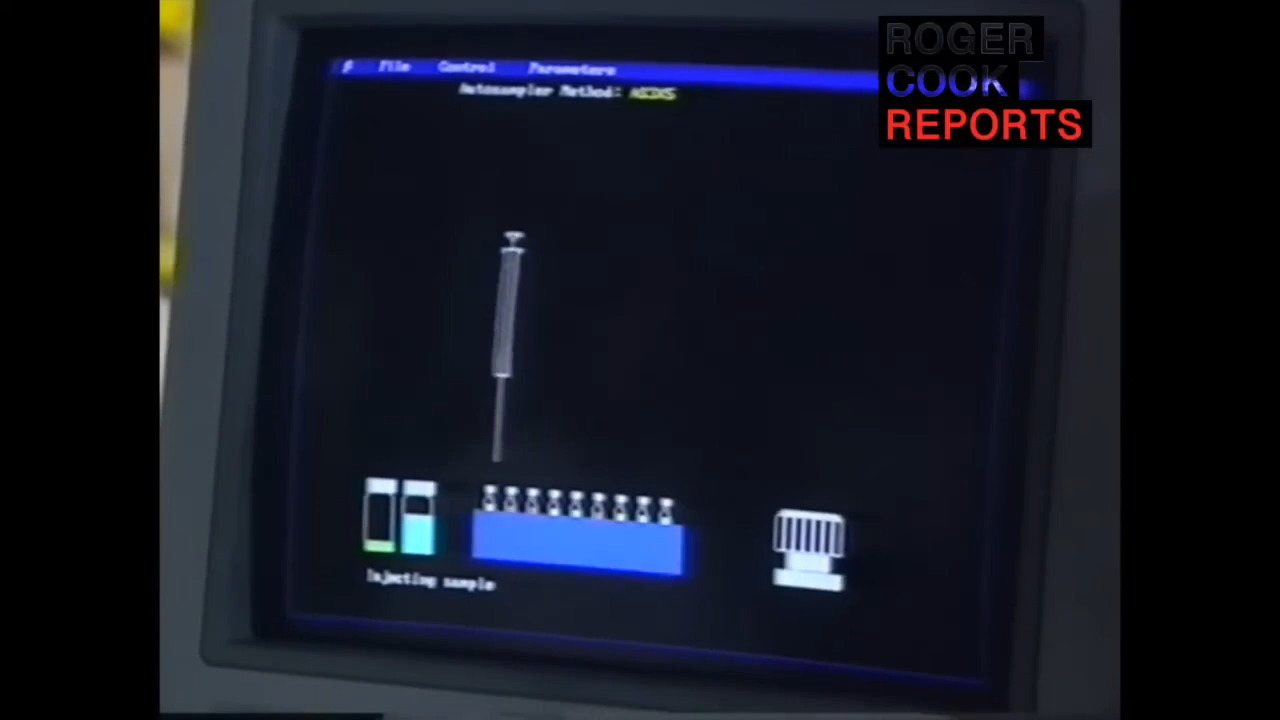 ROGER
COOK
REPORTS
File Control Parameters
Autosampler Method:
Injecting sample